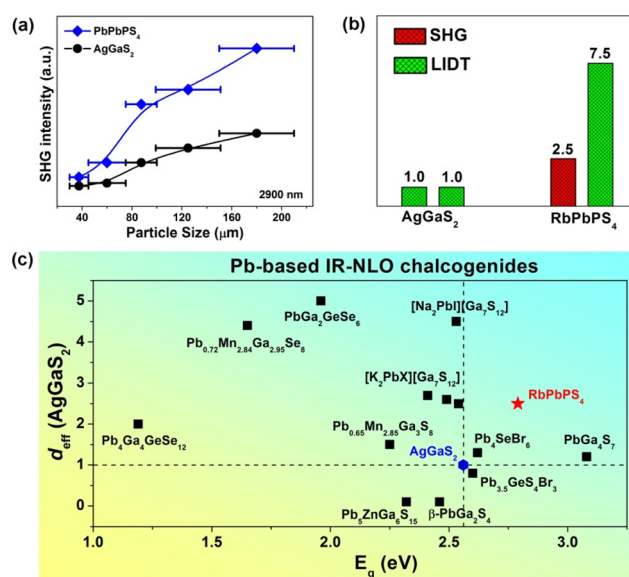 (a)
PbPbPS4
AgGaS2
SHG intensity (a.u.)
2900 nm
40 80 120 160 200
Particle Size (μm)
(b)
SHG
LIDT
7.5
2.5
1.0 1.0
AgGaS2 RbPbPS4
(c)
Pb-based IR-NLO chalcogenides
5
4
3
2
1
0
deff (AgGaS2)
PbGa2GeSe6
[Na2PbI][Ga7S12]
Pb0.72Mn2.84Ga2.95Se8
[K2PbX][Ga7S12]
RbPbPS4
Pb4Ga4GeSe12
Pb0.65Mn2.85Ga3S8
Pb4SeBr6
PbGa4S7
AgGaS2
Pb3.5GeS4Br3
Pb5ZnGa6S15
β-PbGa2S4
1.0 1.5 2.0 2.5 3.0
Eg (eV)